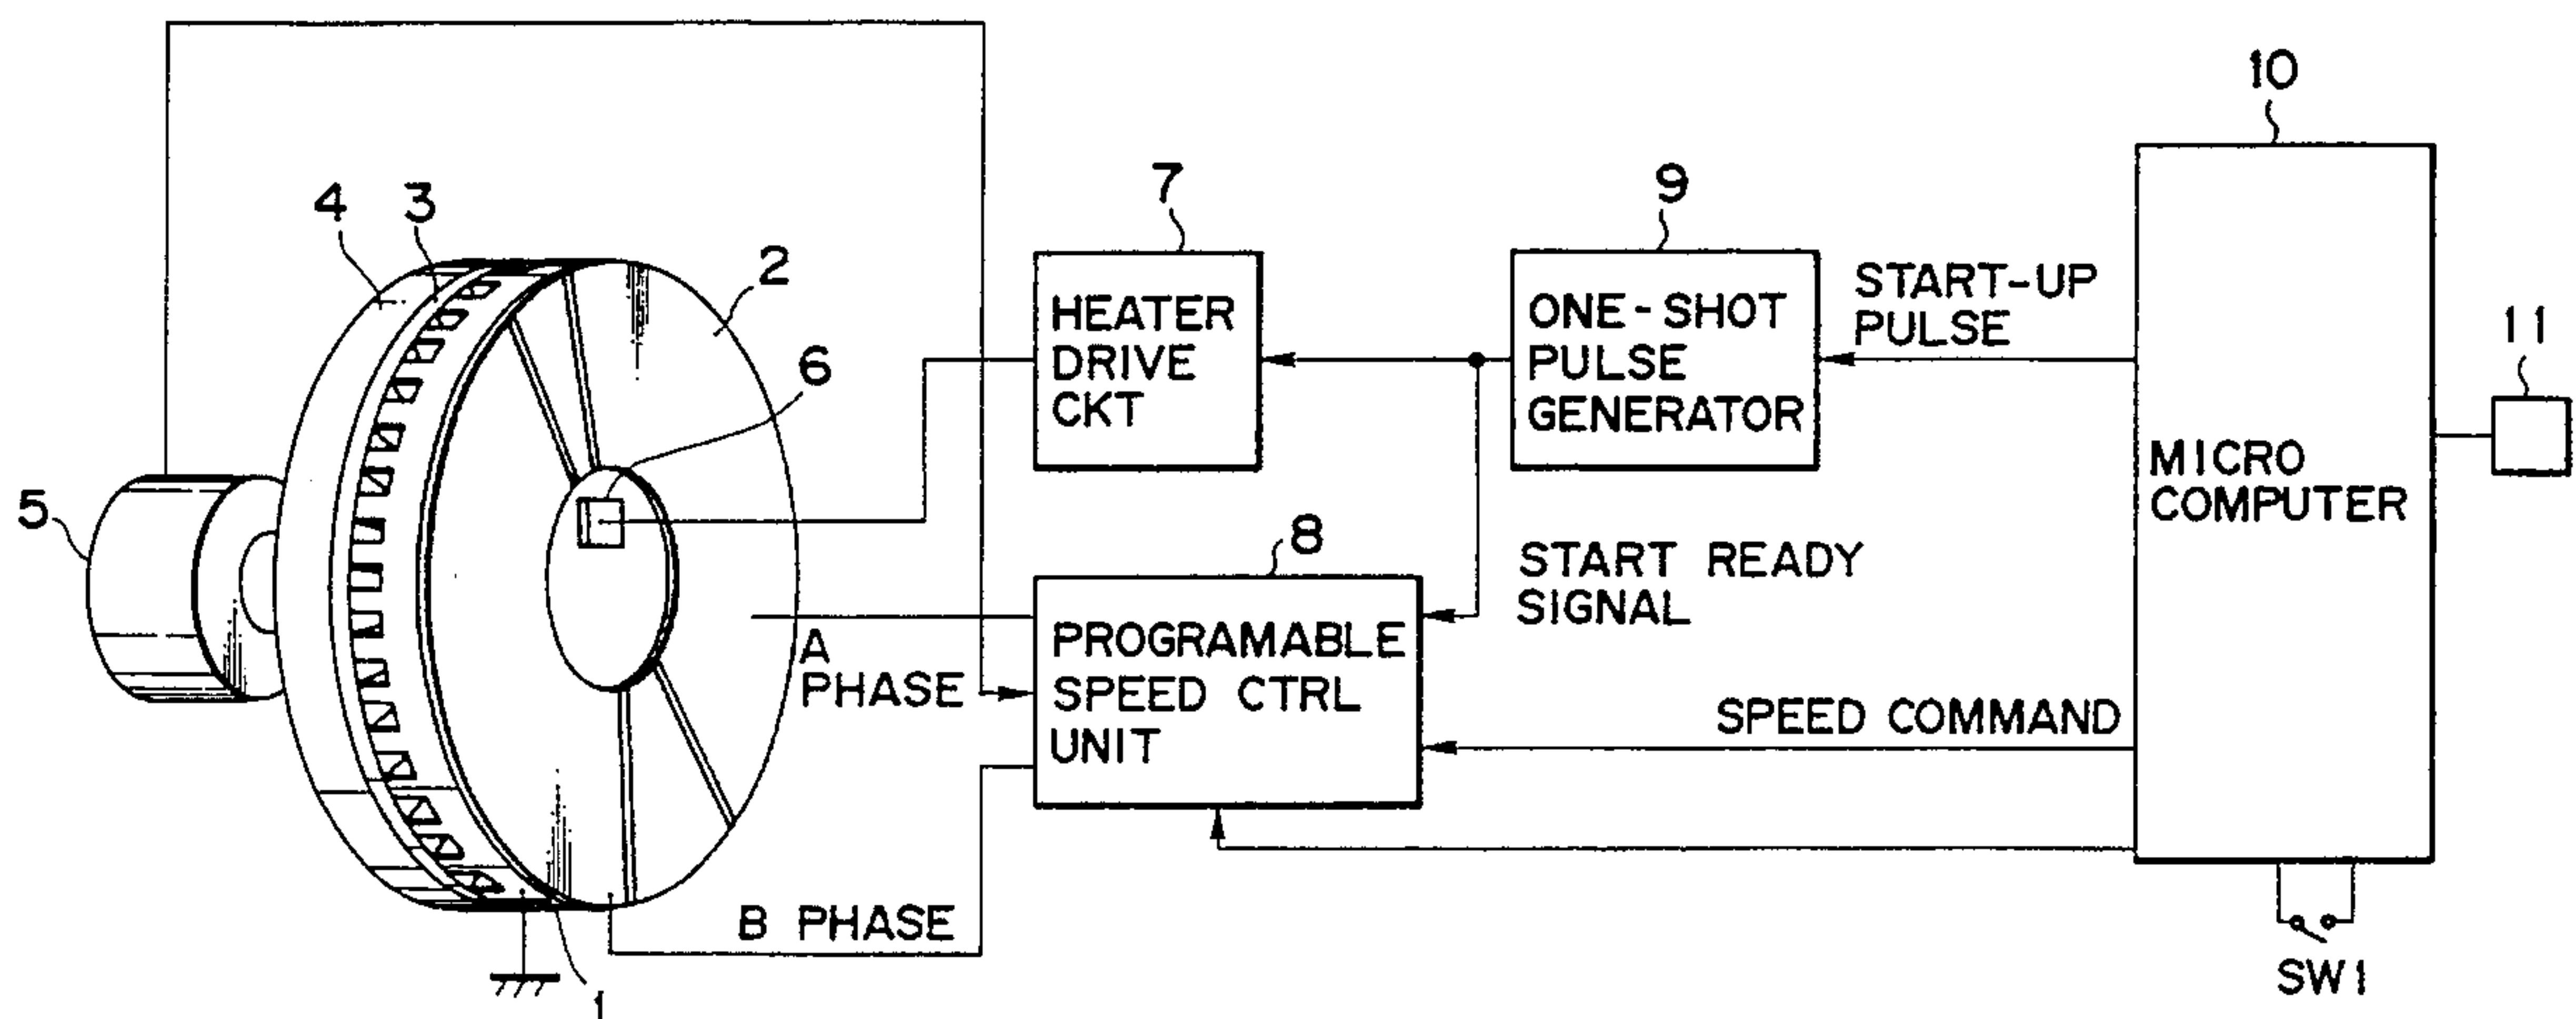 10
7
9
4
3
2
START-UP
PULSE
11
HEATER
DRIVE
CKT
ONE-SHOT
PULSE
GENERATOR
6
MICRO
COMPUTER
5
8
START READY
SIGNAL
A
PHASE
PROGRAMABLE
SPEED CTRL
UNIT
SPEED COMMAND
B PHASE
SW1
1